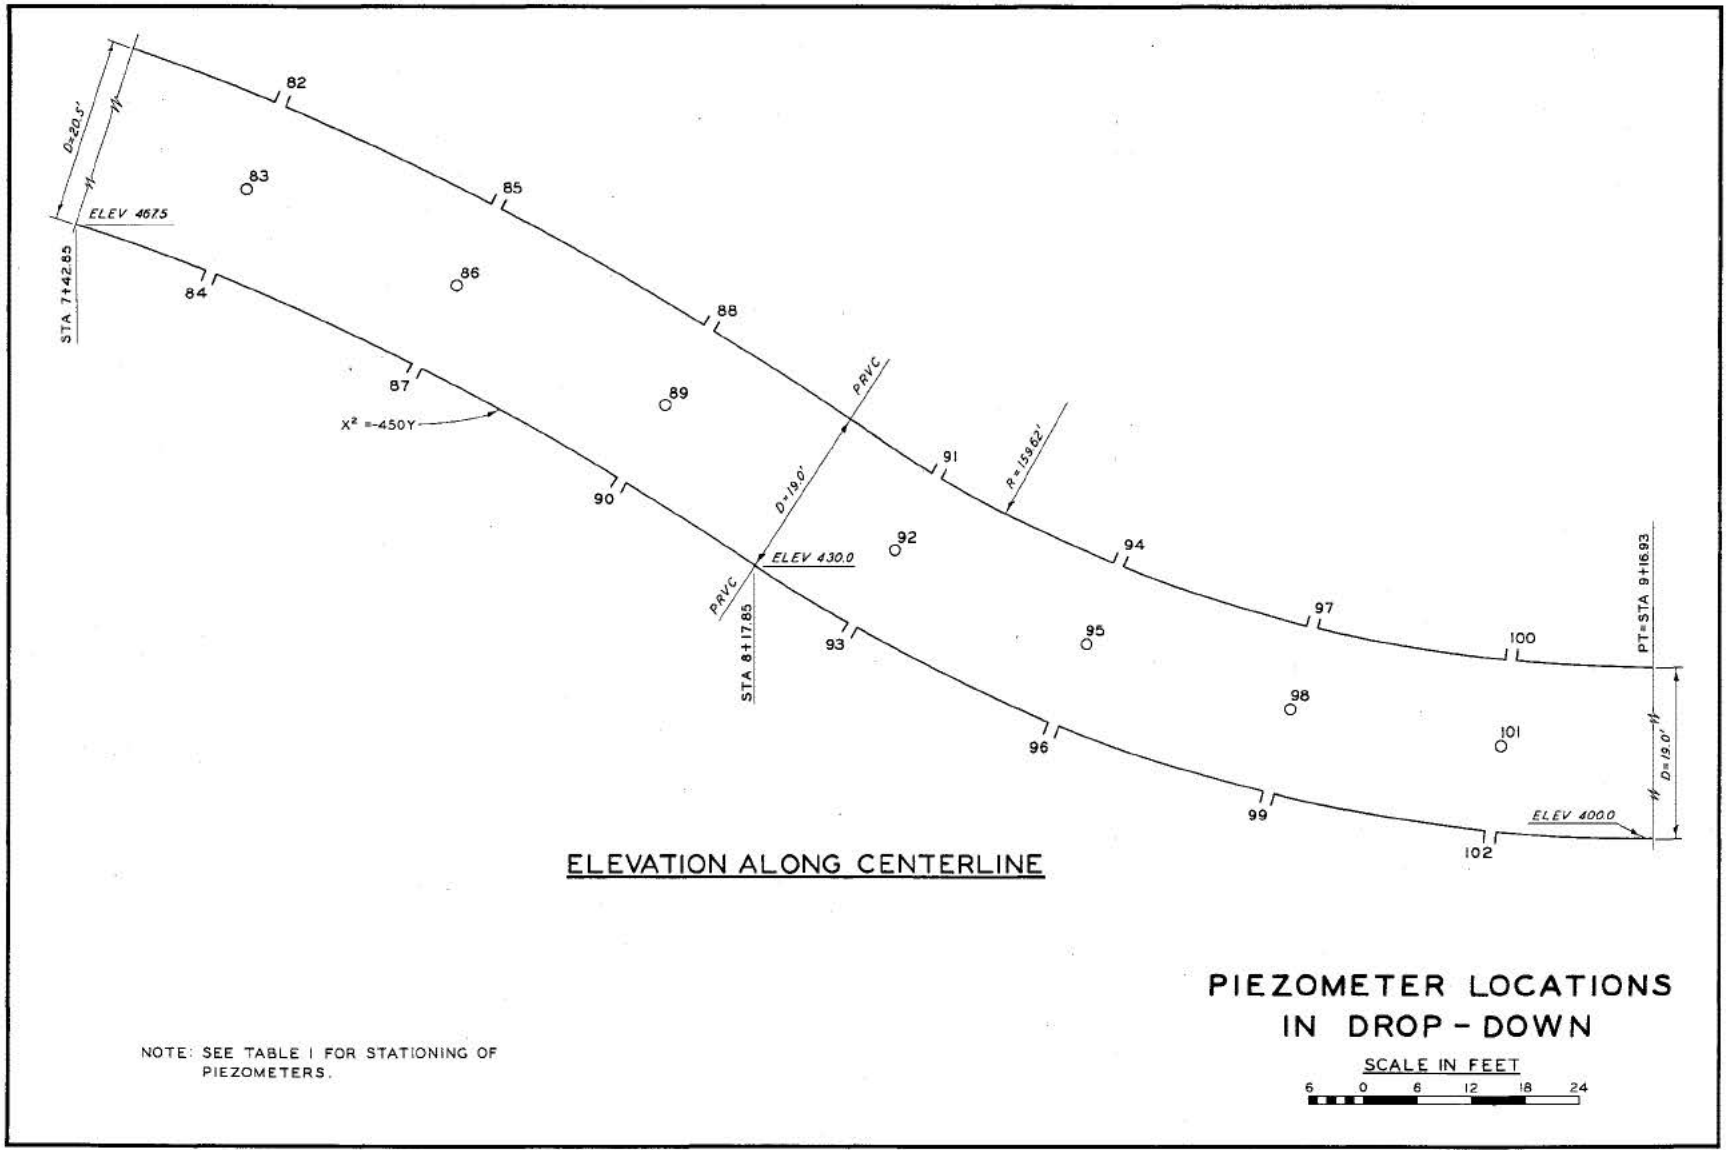 82
D=20.5'
83
85
ELEV 467.5
STA 7+42.85
84
86
88
87
X² =-450Y
89
PRVC
R=159.62'
91
90
D=19.0'
92
94
ELEV 430.0
PRVC
STA 8+17.85
93
95
97
PT=STA 9+16.93
100
96
98
101
D=19.0'
99
ELEV 400.0
102
ELEVATION ALONG CENTERLINE
PIEZOMETER LOCATIONS
IN DROP-DOWN
SCALE IN FEET
6 0 6 12 18 24
NOTE: SEE TABLE 1 FOR STATIONING OF
PIEZOMETERS.